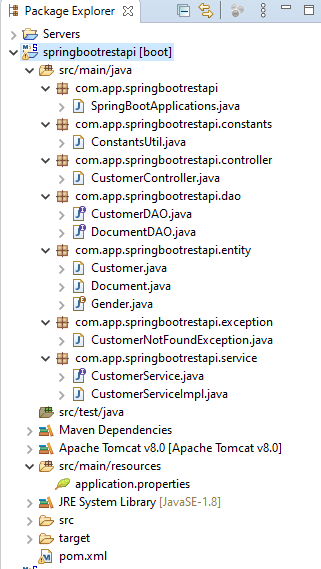 Package Explorer
Servers
springbootrestapi [boot]
src/main/java
com.app.springbootrestapi
SpringBootApplications.java
com.app.springbootrestapi.constants
ConstantsUtil.java
com.app.springbootrestapi.controller
CustomerController.java
com.app.springbootrestapi.dao
CustomerDAO.java
DocumentDAO.java
com.app.springbootrestapi.entity
Customer.java
Document.java
Gender.java
com.app.springbootrestapi.exception
CustomerNotFoundException.java
com.app.springbootrestapi.service
CustomerService.java
CustomerServiceImpl.java
src/test/java
Maven Dependencies
Apache Tomcat v8.0 [Apache Tomcat v8.0]
src/main/resources
application.properties
JRE System Library [JavaSE-1.8]
src
target
pom.xml